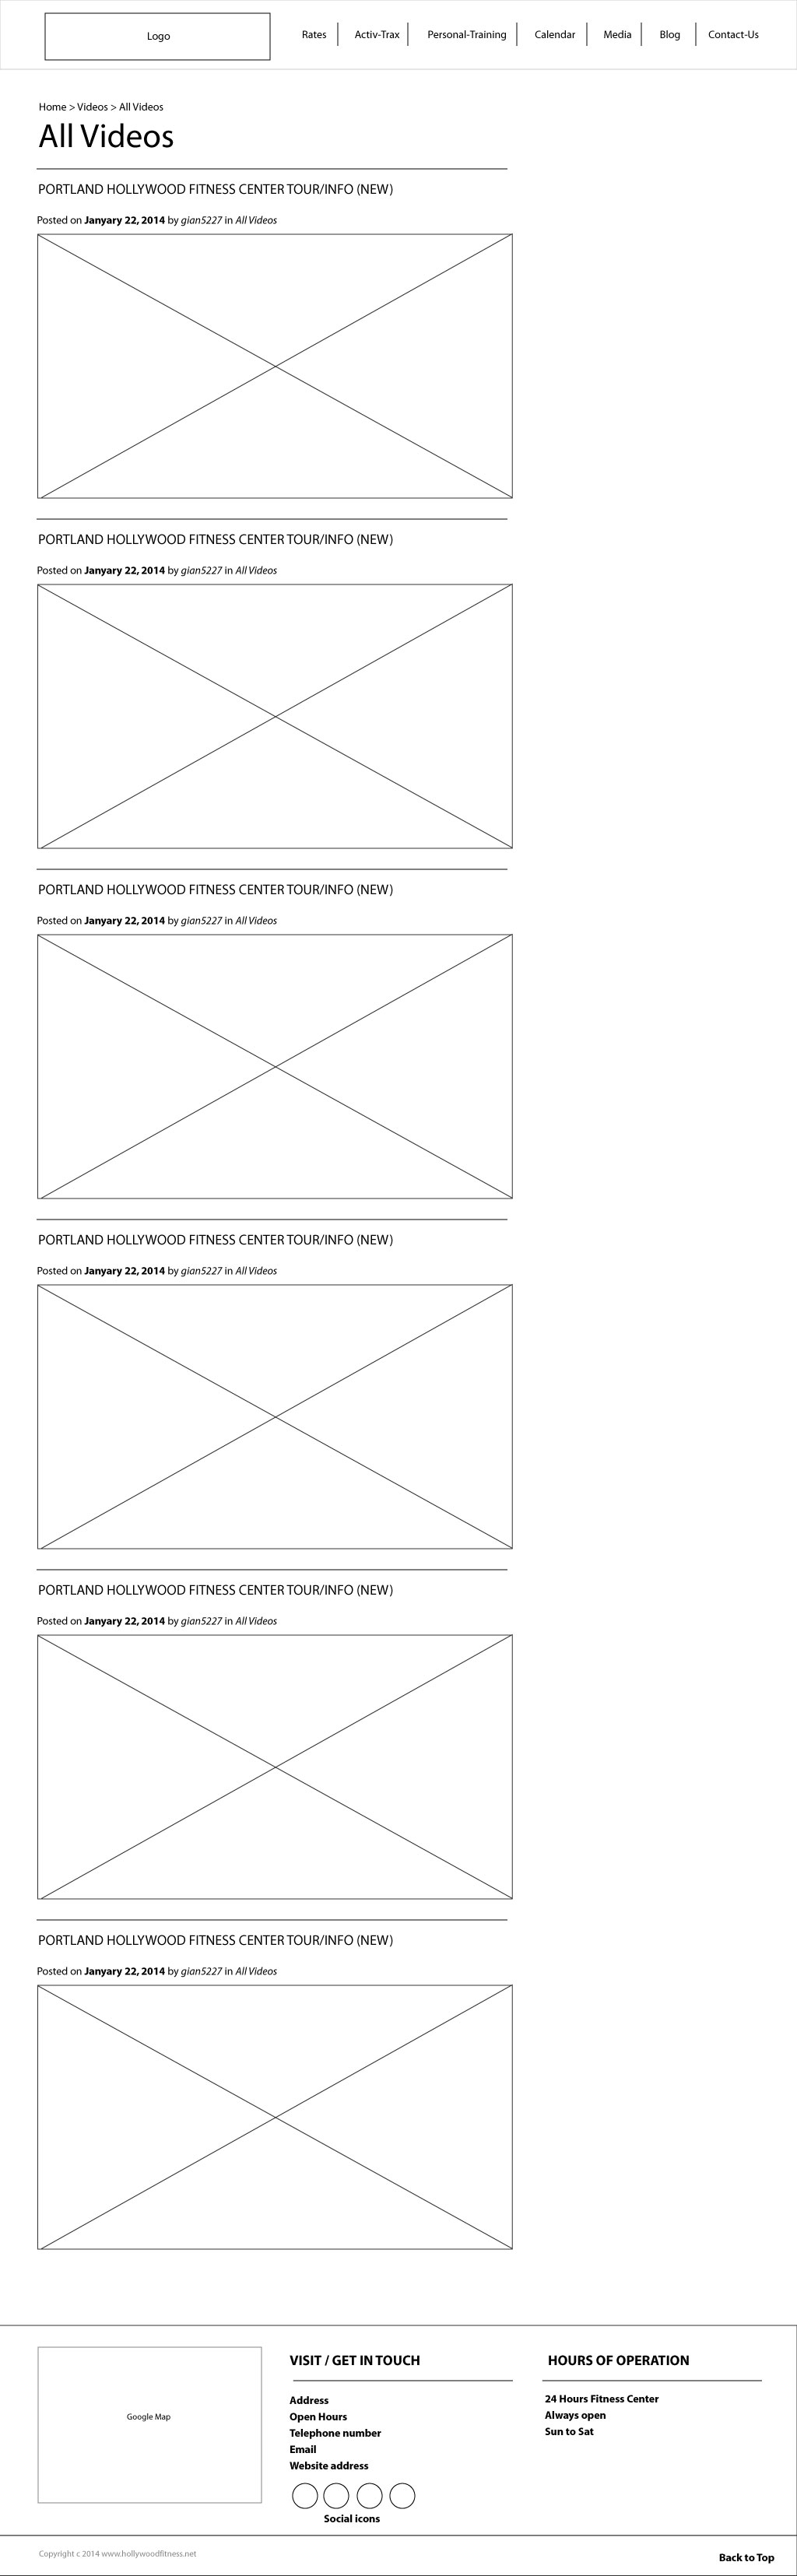 Logo
Rates Activ-Trax Personal-Training Calendar Media Blog Contact-Us
Home > Videos > All Videos
All Videos
PORTLAND HOLLYWOOD FITNESS CENTER TOUR/INFO (NEW)
Posted on Janyary 22, 2014 by gian5227 in All Videos
PORTLAND HOLLYWOOD FITNESS CENTER TOUR/INFO (NEW)
Posted on Janyary 22, 2014 by gian5227 in All Videos
PORTLAND HOLLYWOOD FITNESS CENTER TOUR/INFO (NEW)
Posted on Janyary 22, 2014 by gian5227 in All Videos
PORTLAND HOLLYWOOD FITNESS CENTER TOUR/INFO (NEW)
Posted on Janyary 22, 2014 by gian5227 in All Videos
PORTLAND HOLLYWOOD FITNESS CENTER TOUR/INFO (NEW)
Posted on Janyary 22, 2014 by gian5227 in All Videos
PORTLAND HOLLYWOOD FITNESS CENTER TOUR/INFO (NEW)
Posted on Janyary 22, 2014 by gian5227 in All Videos
Google Map
VISIT / GET IN TOUCH
Address
Open Hours
Telephone number
Email
Website address
Social icons
HOURS OF OPERATION
24 Hours Fitness Center
Always open
Sun to Sat
Copyright c 2014 www.hollywoodfitness.net
Back to Top